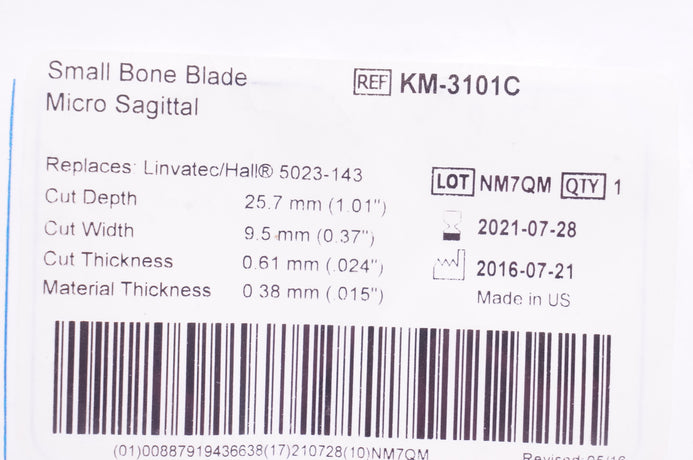 Small Bone Blade
Micro Sagittal
REF KM-3101C
Replaces: Linvatec/Hall® 5023-143
Cut Depth 25.7 mm (1.01")
Cut Width 9.5 mm (0.37")
Cut Thickness 0.61 mm (.024")
Material Thickness 0.38 mm (.015")
LOT NM7QM QTY 1
2021-07-28
2016-07-21
Made in US
(01)00887919436638(17)210728(10)NM7QM
Revised: 05/16